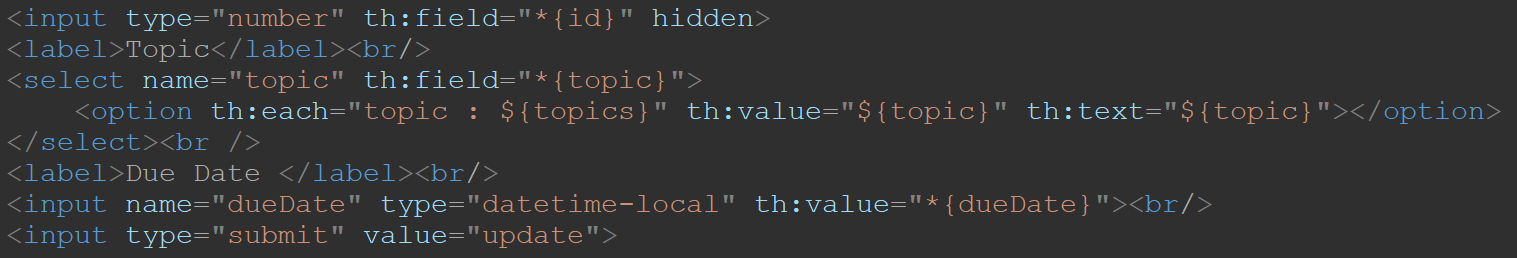 <input type="number" th:field="*{id}" hidden>
<label>Topic</label><br/>
<select name="topic" th:field="*{topic}">
    <option th:each="topic : ${topics}" th:value="${topic}" th:text="${topic}"></option>
</select><br />
<label>Due Date </label><br/>
<input name="dueDate" type="datetime-local" th:value="*{dueDate}"><br/>
<input type="submit" value="update">